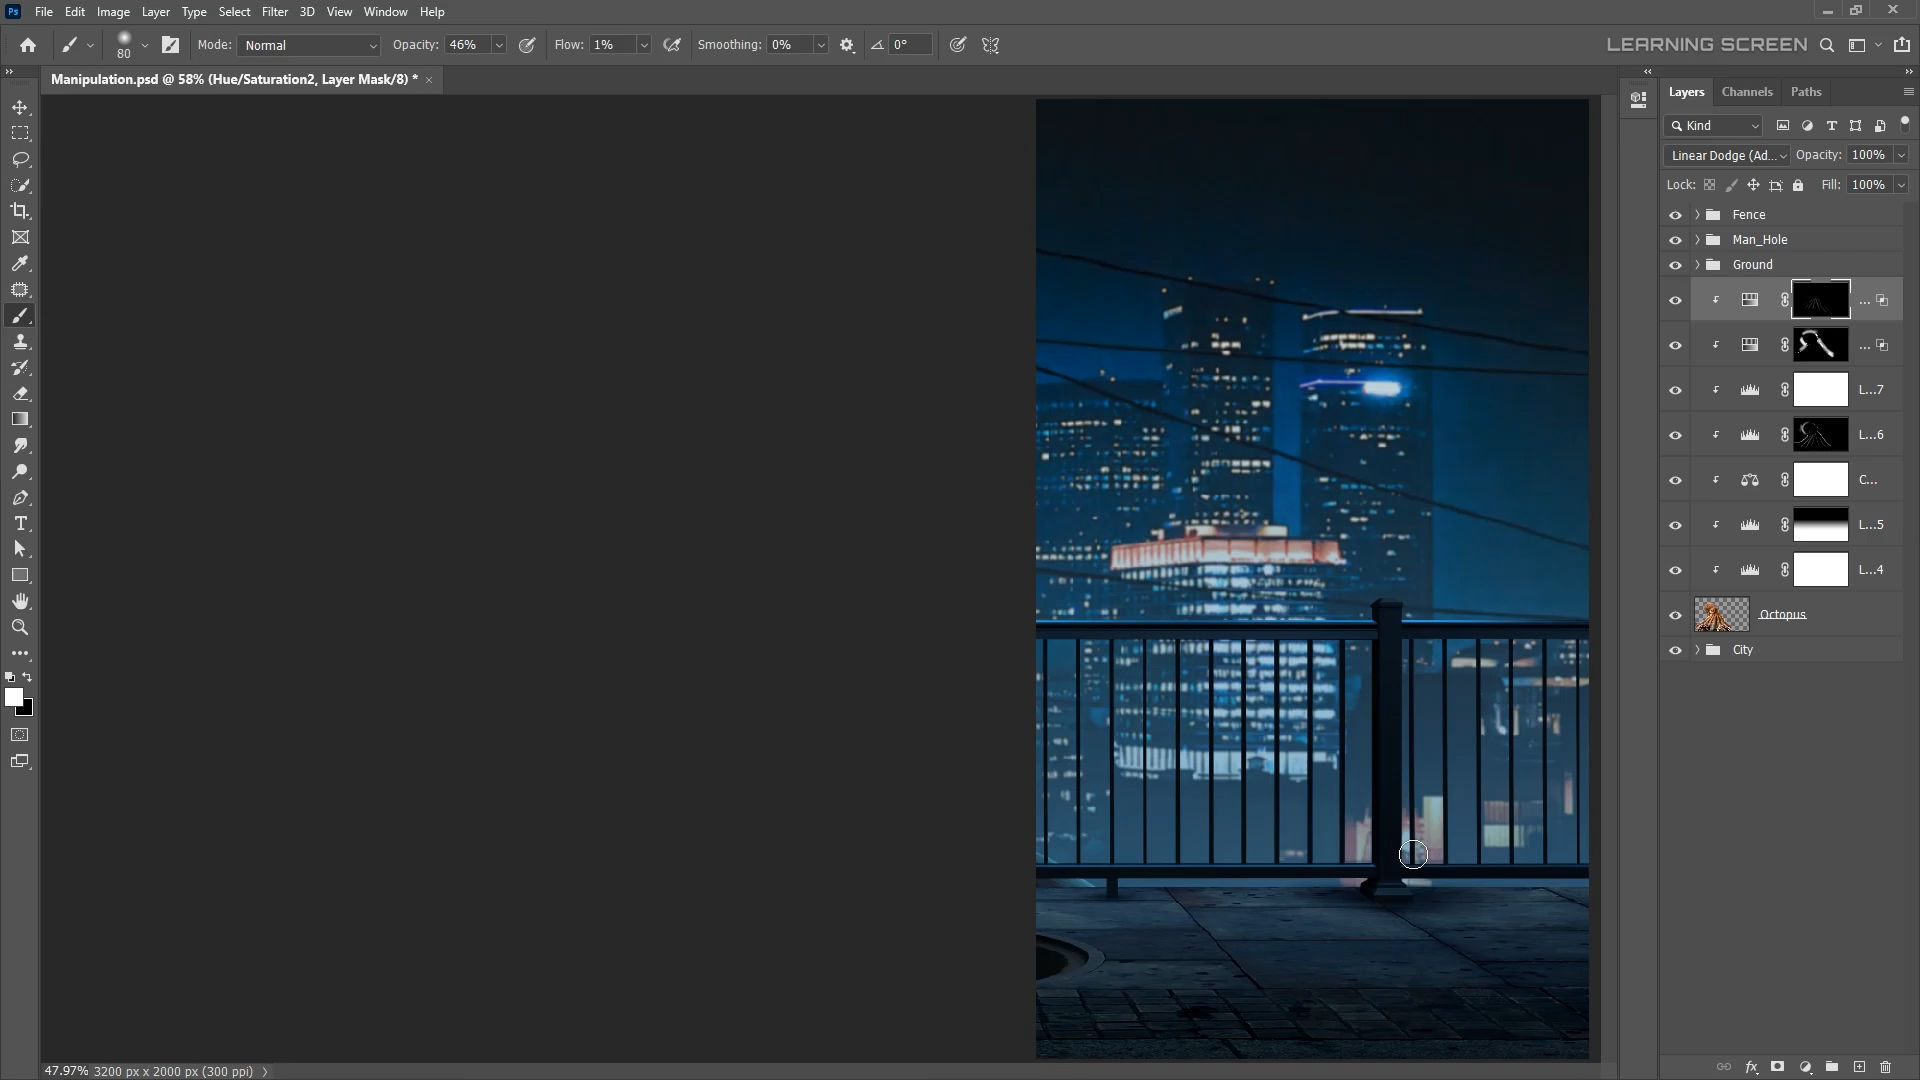 Ps File Edit Image Layer Type Select Filter 3D View Window Help
80 Mode: Normal Opacity: 46% Flow: 1% Smoothing: 0% 0° LEARNING SCREEN
Manipulation.psd @ 58% (Hue/Saturation2, Layer Mask/8) * ×
Layers Channels Paths
Kind
Linear Dodge (Ad... Opacity: 100%
Lock: Fill: 100%
Fence
Man_Hole
Ground
...
...
L...7
L...6
C...
L...5
L...4
Octopus
City
47.97% 3200 px x 2000 px (300 ppi)